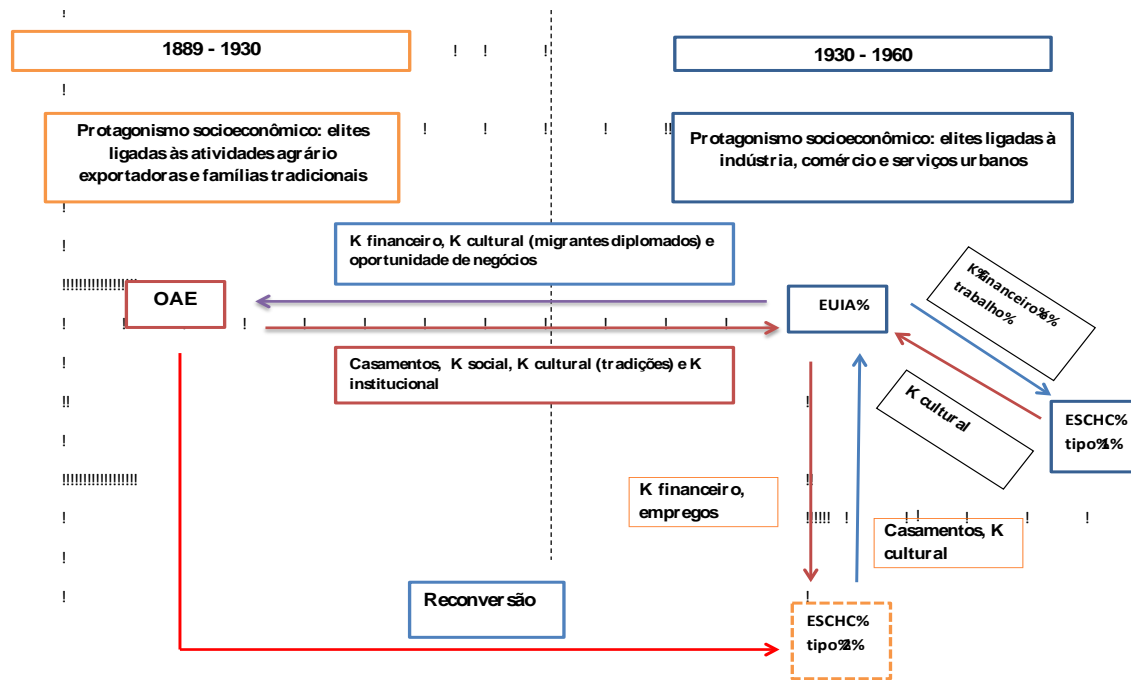 1889 - 1930
1930 - 1960
Protagonismo socioeconômico: elites
ligadas às atividades agrário
exportadoras e famílias tradicionais
Protagonismo socioeconômico: elites ligadas à
indústria, comércio e serviços urbanos
K financeiro, K cultural (migrantes diplomados) e
oportunidade de negócios
OAE
EUIA%
K%financeiro%e%
trabalho%
Casamentos, K social, K cultural (tradições) e K
institucional
K cultural
ESCHC%
tipo%1%
K financeiro,
empregos
Casamentos, K
cultural
Reconversão
ESCHC%
tipo%2%